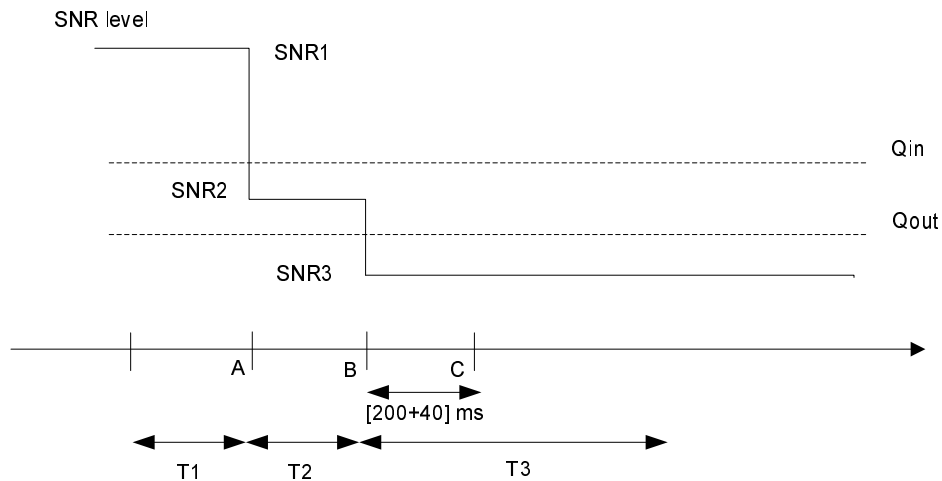 SNR level
SNR1
Qin
SNR2
Qout
SNR3
A
B
C
[200+40] ms
T1
T2
T3